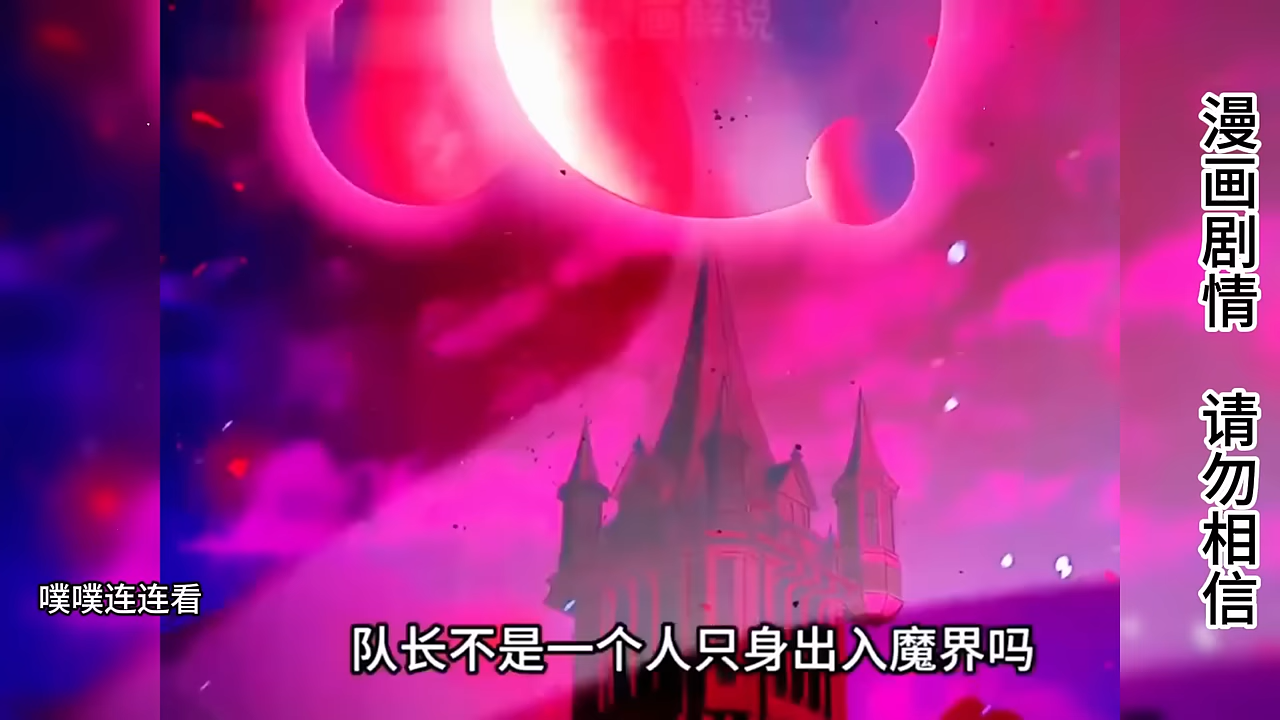 漫画剧情 请勿相信
噗噗连连看
队长不是一个人只身出入魔界吗